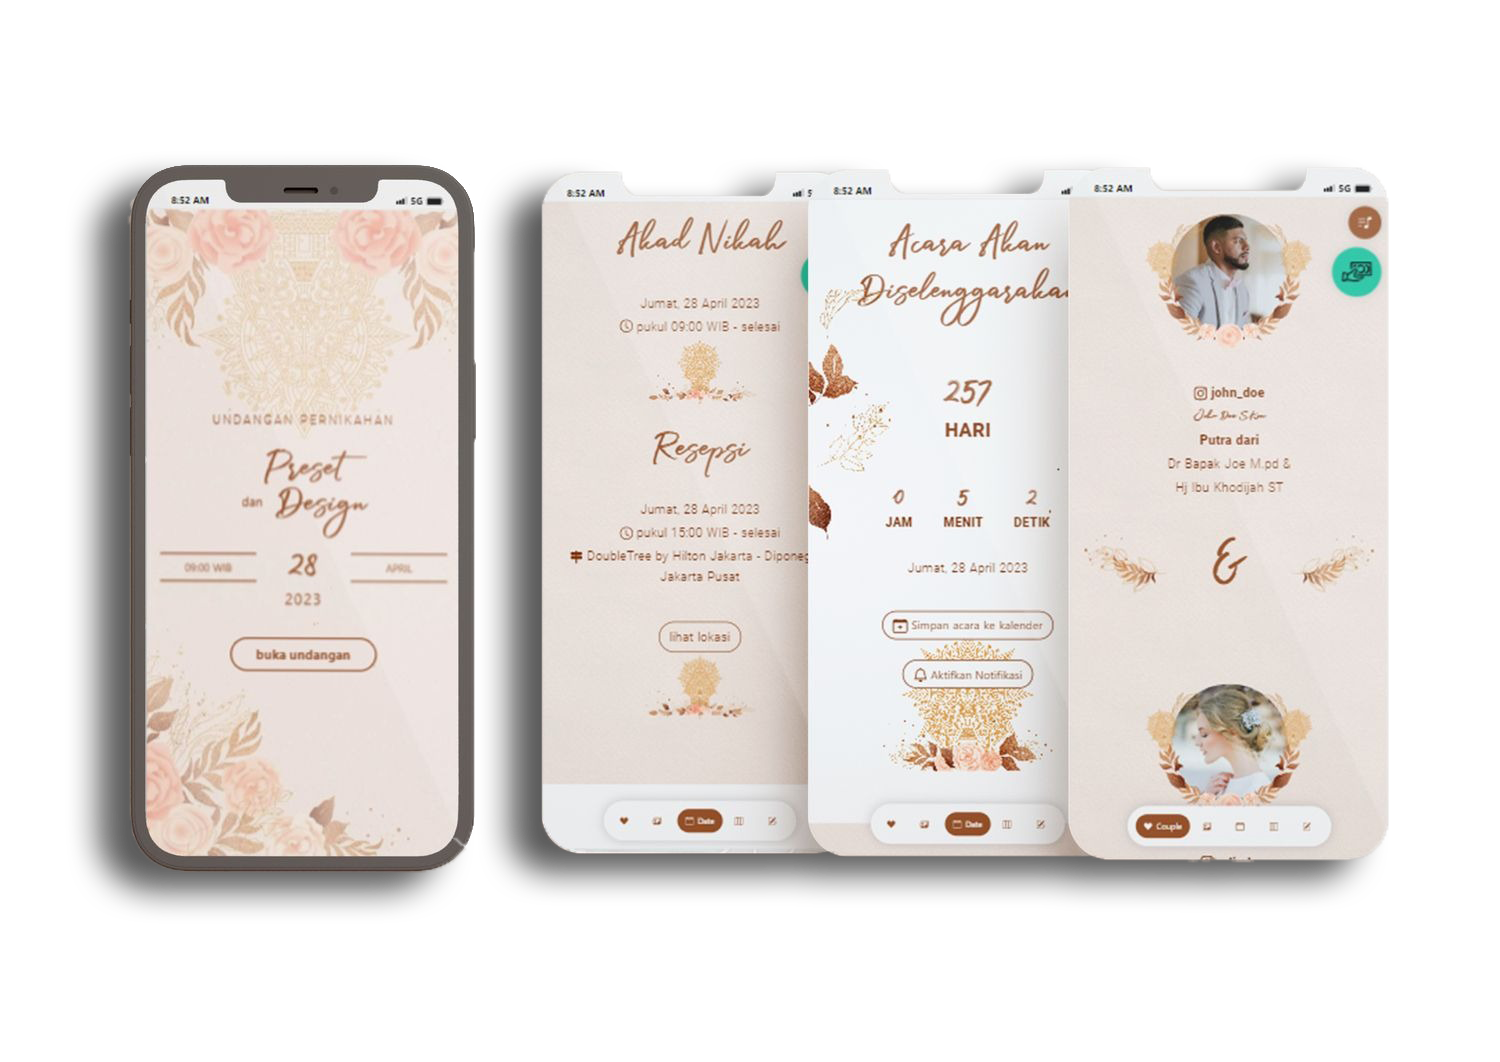 8:52 AM
5G
UNDANGAN PERNIKAHAN
Preset
dan Design
09:00 WIB
28
APRIL
2023
buka undangan
8:52 AM
Akad Nikah
Jumat, 28 April 2023
pukul 09:00 WIB - selesai
Resepsi
Jumat, 28 April 2023
pukul 15:00 WIB - selesai
DoubleTree by Hilton Jakarta - Diponeg
Jakarta Pusat
lihat lokasi
Date
8:52 AM
Acara Akan
Diselenggarakan
257
HARI
0 5 2
JAM MENIT DETIK
Jumat, 28 April 2023
Simpan acara ke kalender
Aktifkan Notifikasi
Date
8:52 AM
5G
john_doe
John Doe S.Kom
Putra dari
Dr Bapak Joe M.pd &
Hj Ibu Khodijah ST
&
Couple